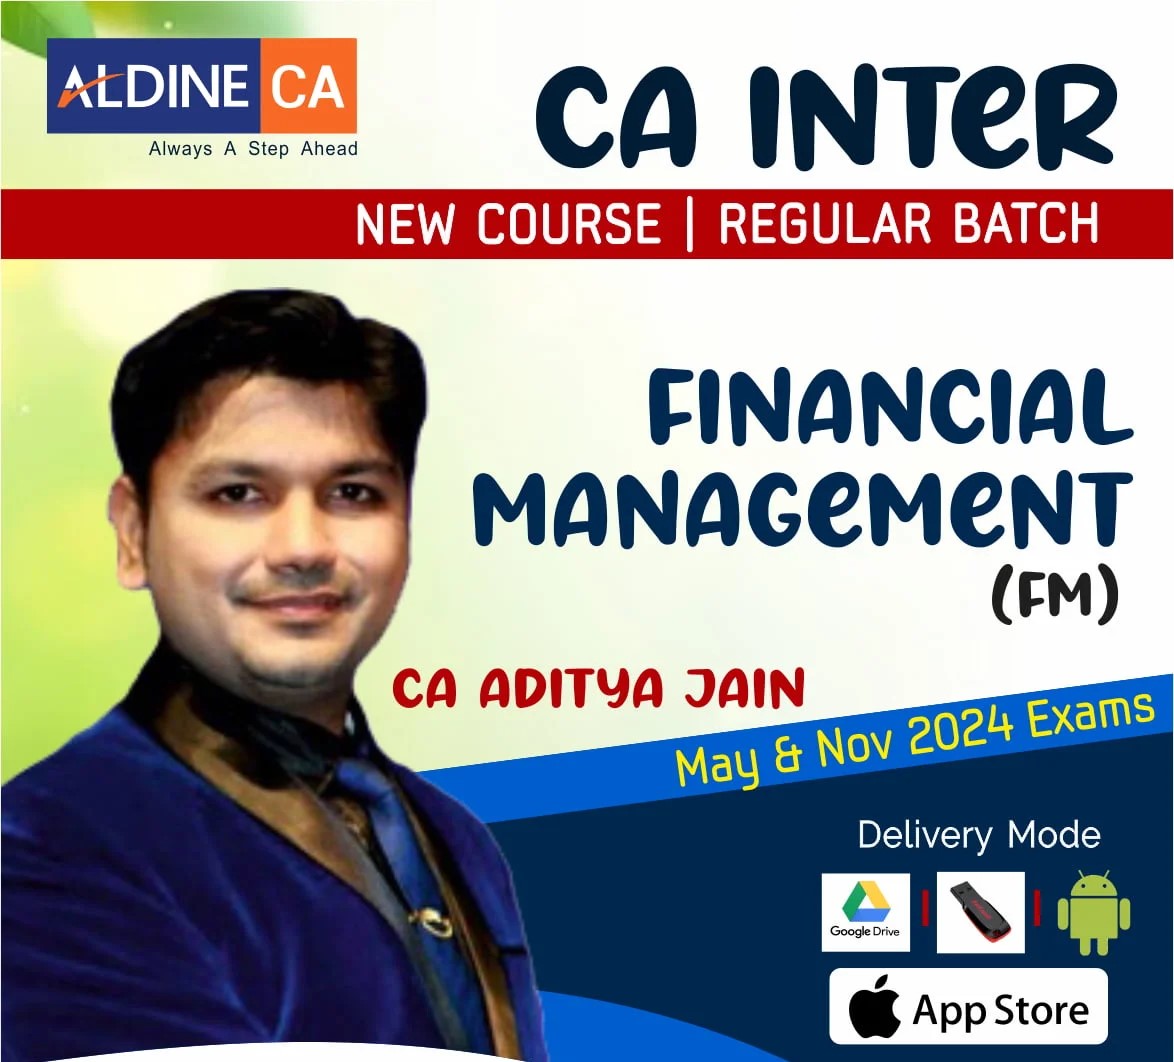 ALDINE CA
Always A Step Ahead
CA INTeR
NEW COURSE | REGULAR BATCH
FINANCIAL
MANAGeMeNT
(FM)
CA ADITYA JAIN
May & Nov 2024 Exams
Delivery Mode
Google Drive
App Store